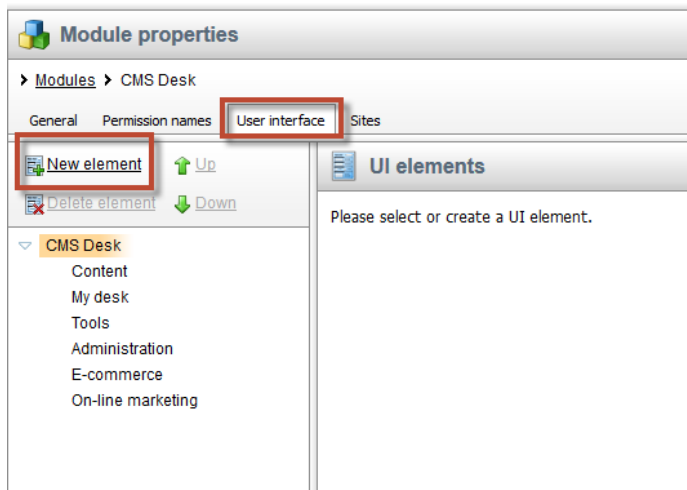 Module properties
> Modules > CMS Desk
General Permission names User interface Sites
New element Up
Delete element Down
CMS Desk
Content
My desk
Tools
Administration
E-commerce
On-line marketing
UI elements
Please select or create a UI element.